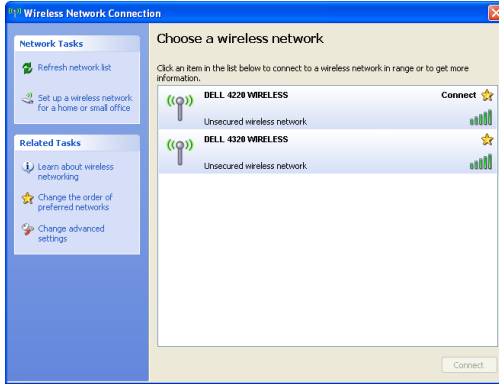 Wireless Network Connection
Network Tasks
Refresh network list
Set up a wireless network
for a home or small office
Related Tasks
Learn about wireless
networking
Change the order of
preferred networks
Change advanced
settings
Choose a wireless network
Click an item in the list below to connect to a wireless network in range or to get more
information.
DELL 4220 WIRELESS Connect
Unsecured wireless network
DELL 4320 WIRELESS
Unsecured wireless network
Connect